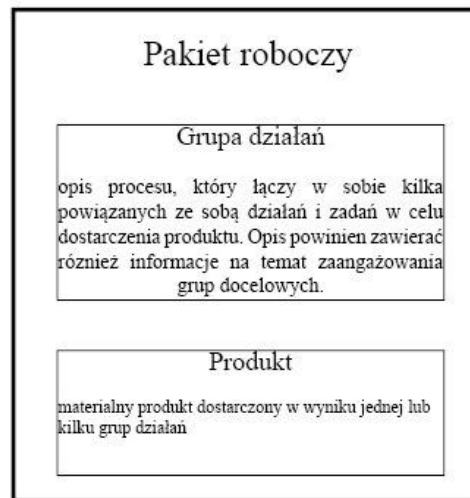 Pakiet roboczy
Grupa działań
opis procesu, który łączy w sobie kilka
powiązanych ze sobą działań i zadań w celu
dostarczenia produktu. Opis powinien zawierać
róznież informacje na temat zaangażowania
grup docelowych.
Produkt
materialny produkt dostarczony w wyniku jednej lub
kilku grup działań